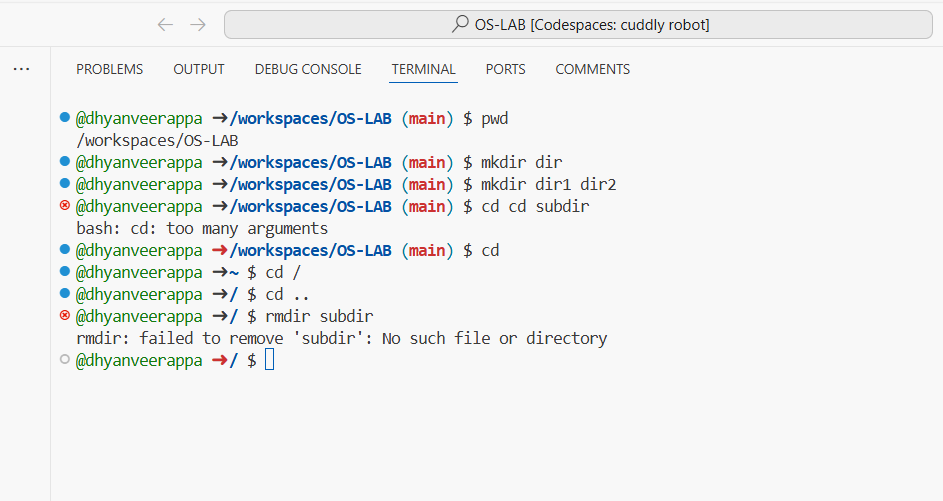 OS-LAB [Codespaces: cuddly robot]
PROBLEMS OUTPUT DEBUG CONSOLE TERMINAL PORTS COMMENTS
@dhyanveerappa ➜/workspaces/OS-LAB (main) $ pwd
/workspaces/OS-LAB
@dhyanveerappa ➜/workspaces/OS-LAB (main) $ mkdir dir
@dhyanveerappa ➜/workspaces/OS-LAB (main) $ mkdir dir1 dir2
@dhyanveerappa ➜/workspaces/OS-LAB (main) $ cd cd subdir
bash: cd: too many arguments
@dhyanveerappa ➜/workspaces/OS-LAB (main) $ cd
@dhyanveerappa ➜~ $ cd /
@dhyanveerappa ➜/ $ cd ..
@dhyanveerappa ➜/ $ rmdir subdir
rmdir: failed to remove 'subdir': No such file or directory
@dhyanveerappa ➜/ $